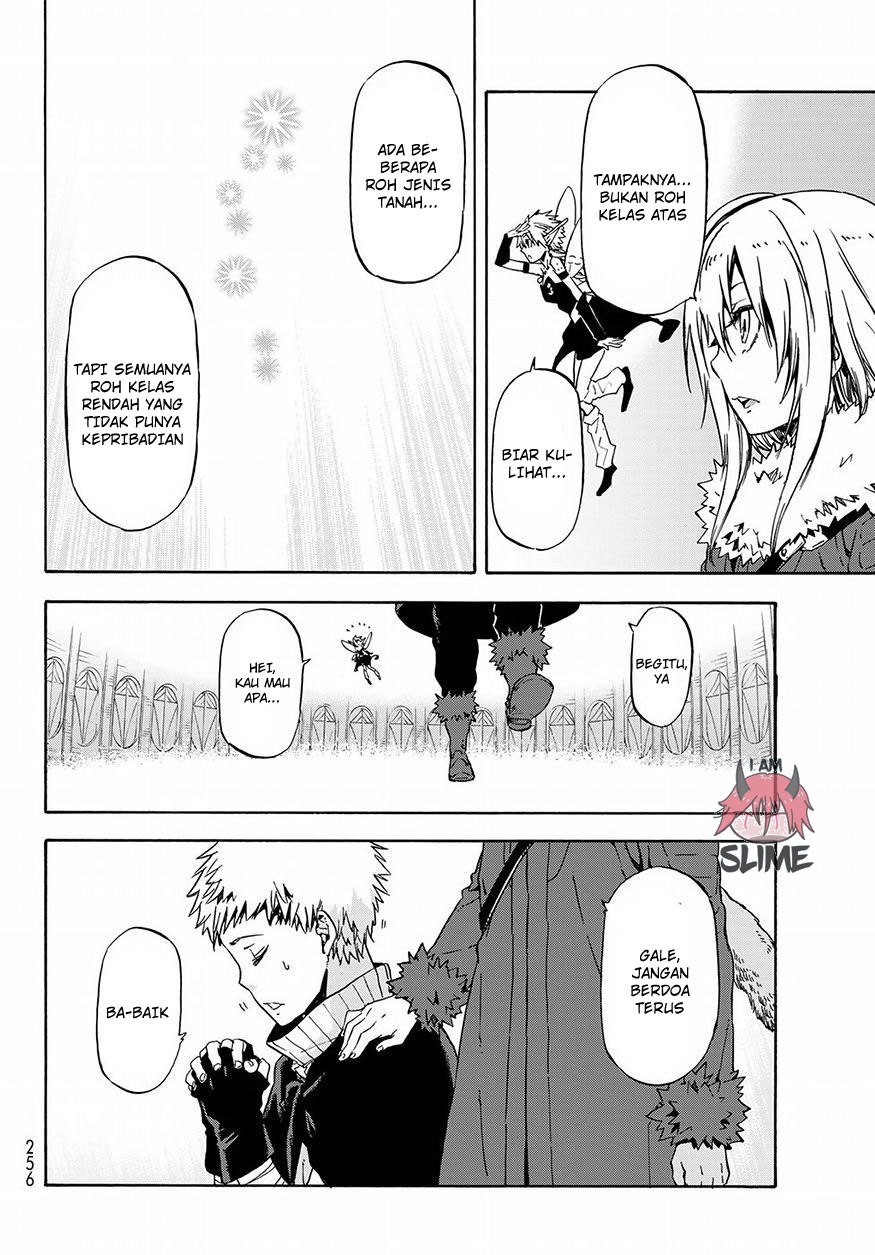 TAMPAKNYA...
BUKAN ROH
KELAS ATAS
BIAR KU-
LIHAT...
ADA BE-
BERAPA
ROH JENIS
TANAH...
TAPI SEMUANYA
ROH KELAS
RENDAH YANG
TIDAK PUNYA
KEPRIBADIAN
BEGITU,
YA
HEI,
KAU MAU
APA...
I AM
SLIME
GALE,
JANGAN
BERDOA
TERUS
BA-BAIK
256